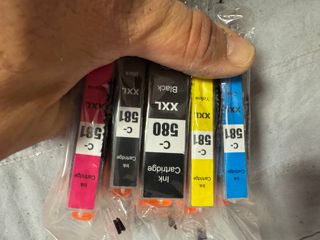 XXL
C-
581
Ink
Cartridge
Black
XXL
C-
581
Ink
Cartridge
Black
XXL
C-
580
Ink
Cartridge
Yellow
XXL
C-
581
Ink
Cartridge
XXL
C-
581
Ink
Cartridge